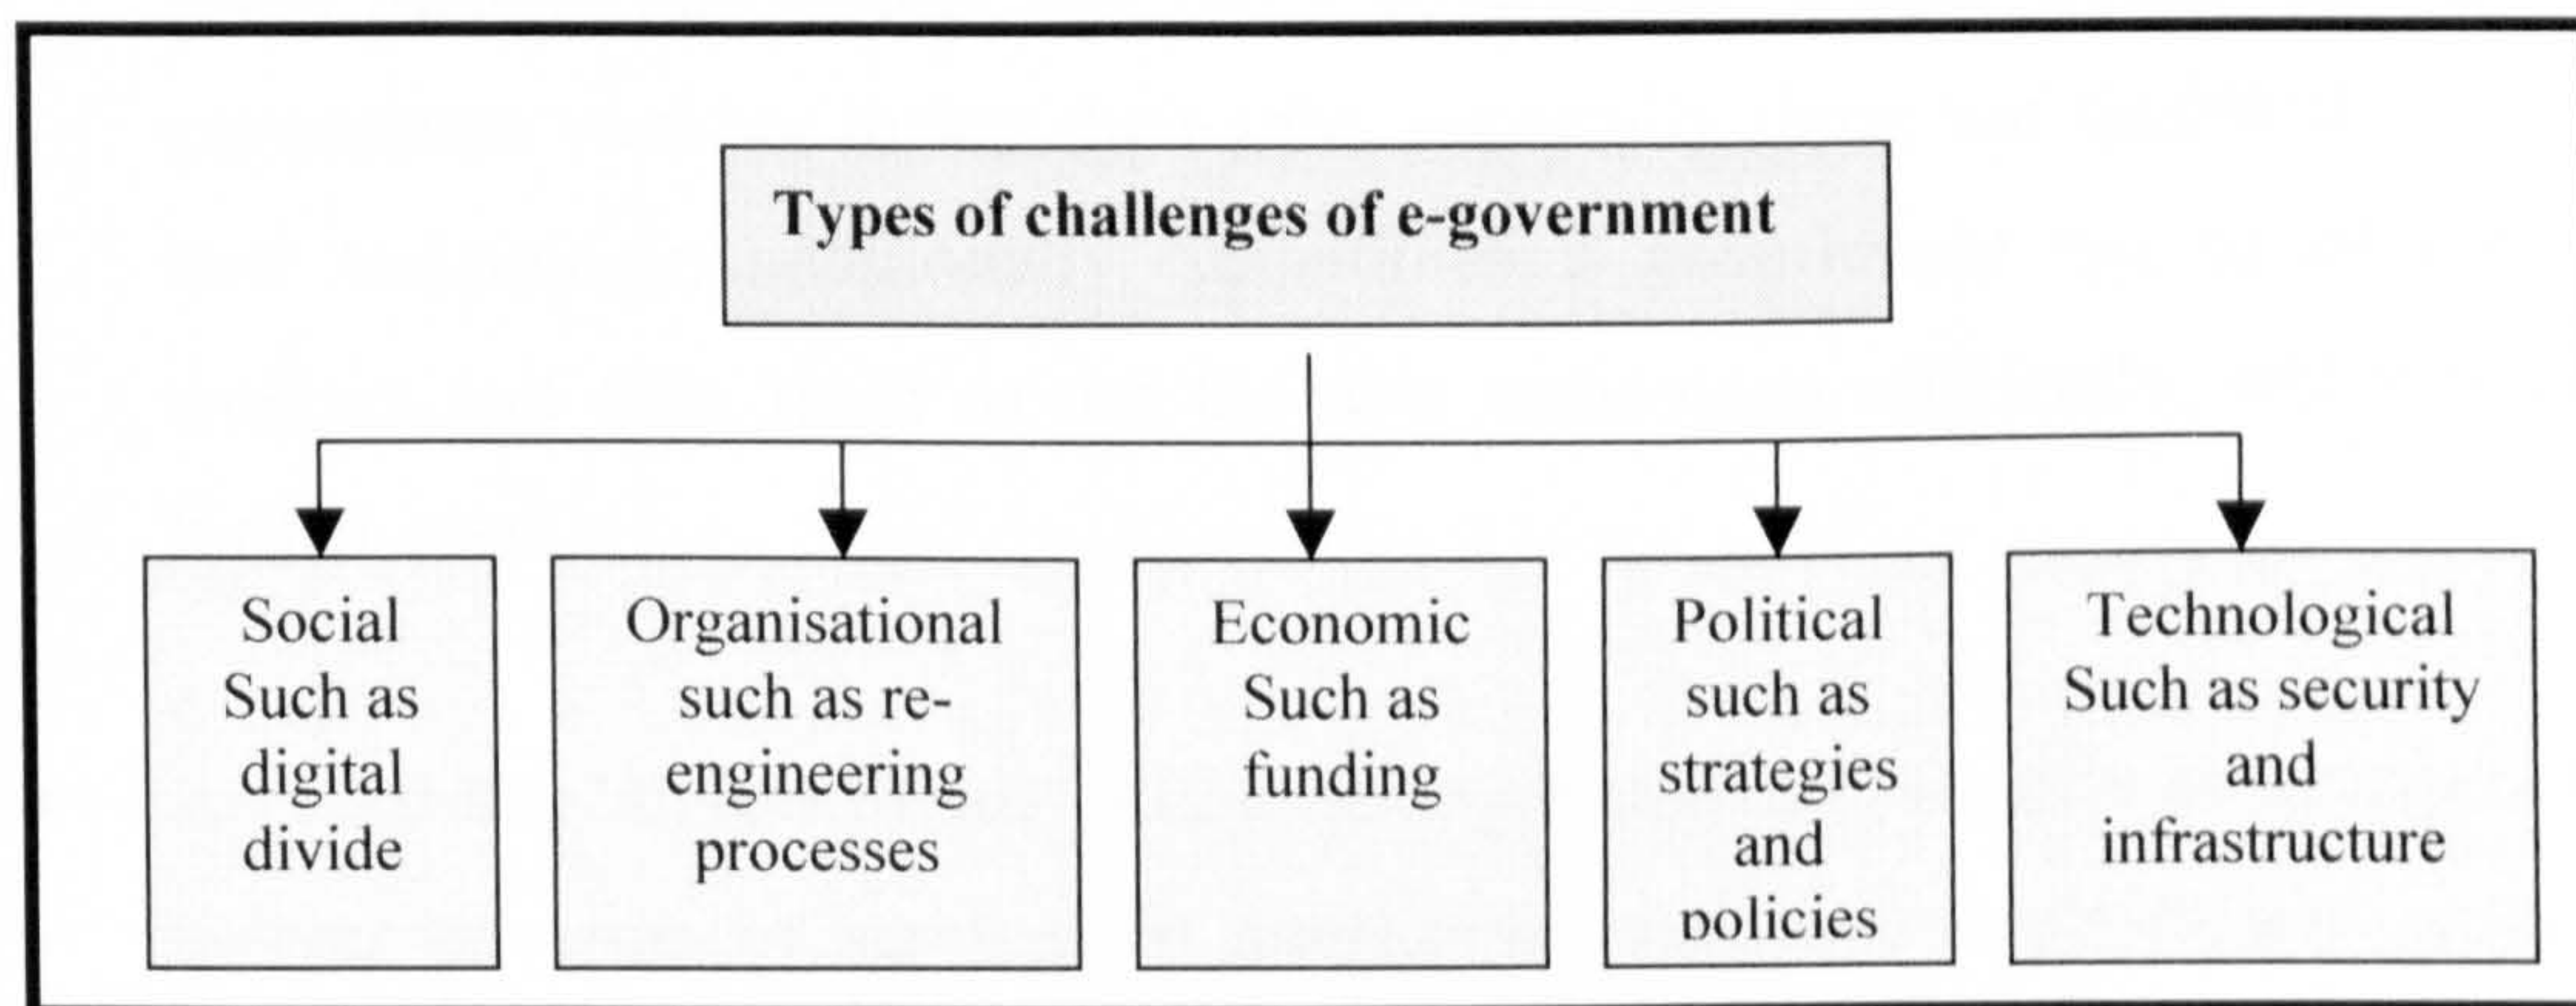 Types of challenges of e-government
Social
Such as
digital
divide
Organisational
such as re-
engineering
processes
Economic
Such as
funding
Political
such as
strategies
and
policies
Technological
Such as security
and
infrastructure